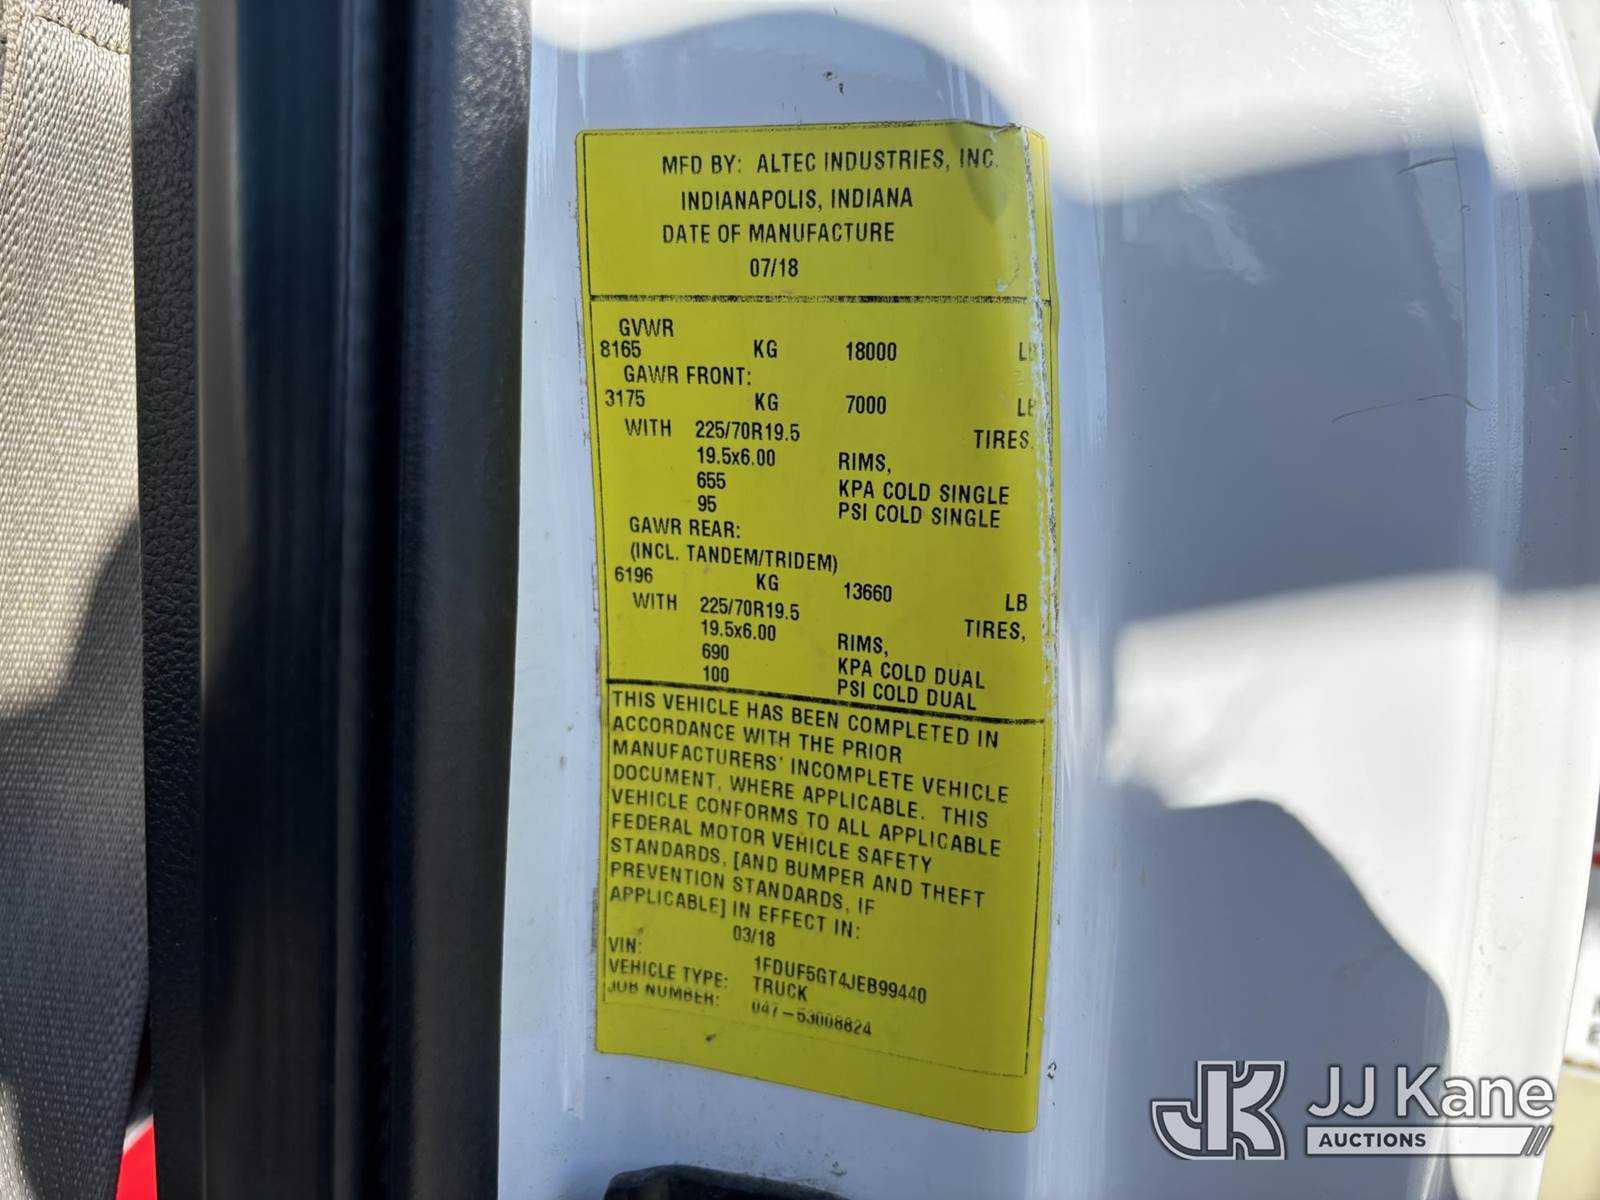 MFD BY: ALTEC INDUSTRIES, INC.
INDIANAPOLIS, INDIANA
DATE OF MANUFACTURE
07/18
GVWR
8165 KG 18000 LB
GAWR FRONT:
3175 KG 7000 LB
WITH 225/70R19.5 TIRES,
19.5x6.00 RIMS,
655 KPA COLD SINGLE
95 PSI COLD SINGLE
GAWR REAR:
(INCL. TANDEM/TRIDEM)
6196 KG 13660 LB
WITH 225/70R19.5 TIRES,
19.5x6.00 RIMS,
690 KPA COLD DUAL
100 PSI COLD DUAL
THIS VEHICLE HAS BEEN COMPLETED IN
ACCORDANCE WITH THE PRIOR
MANUFACTURERS' INCOMPLETE VEHICLE
DOCUMENT, WHERE APPLICABLE. THIS
VEHICLE CONFORMS TO ALL APPLICABLE
FEDERAL MOTOR VEHICLE SAFETY
STANDARDS, [AND BUMPER AND THEFT
PREVENTION STANDARDS, IF
APPLICABLE] IN EFFECT IN:
03/18
VIN: 1FDUF5GT4JEB99440
VEHICLE TYPE: TRUCK
JOB NUMBER: 047-53008824
JK JJ Kane
AUCTIONS